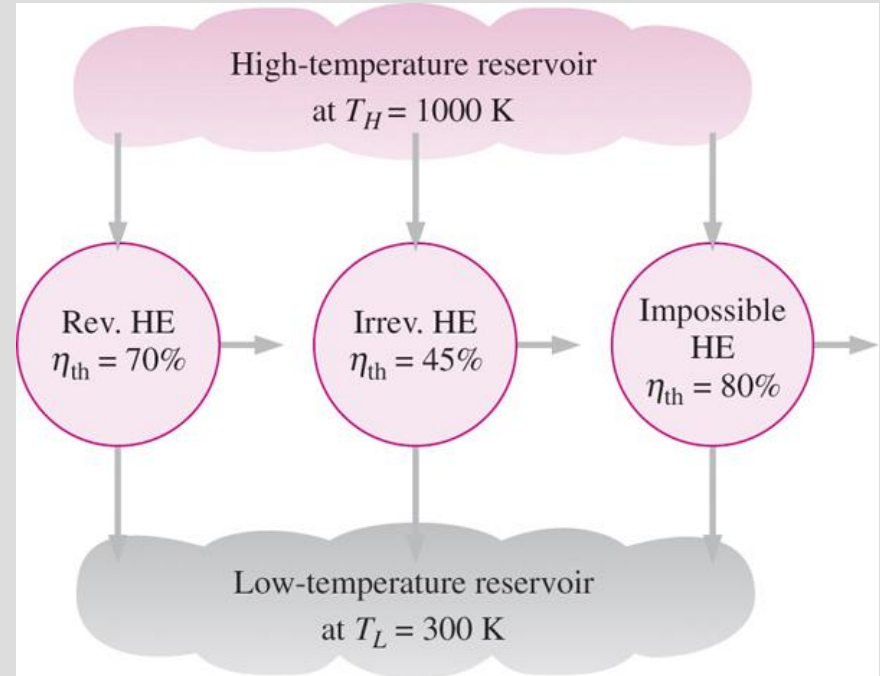 High-temperature reservoir
at T_H = 1000 K
Rev. HE
η_th = 70%
Irrev. HE
η_th = 45%
Impossible
HE
η_th = 80%
Low-temperature reservoir
at T_L = 300 K